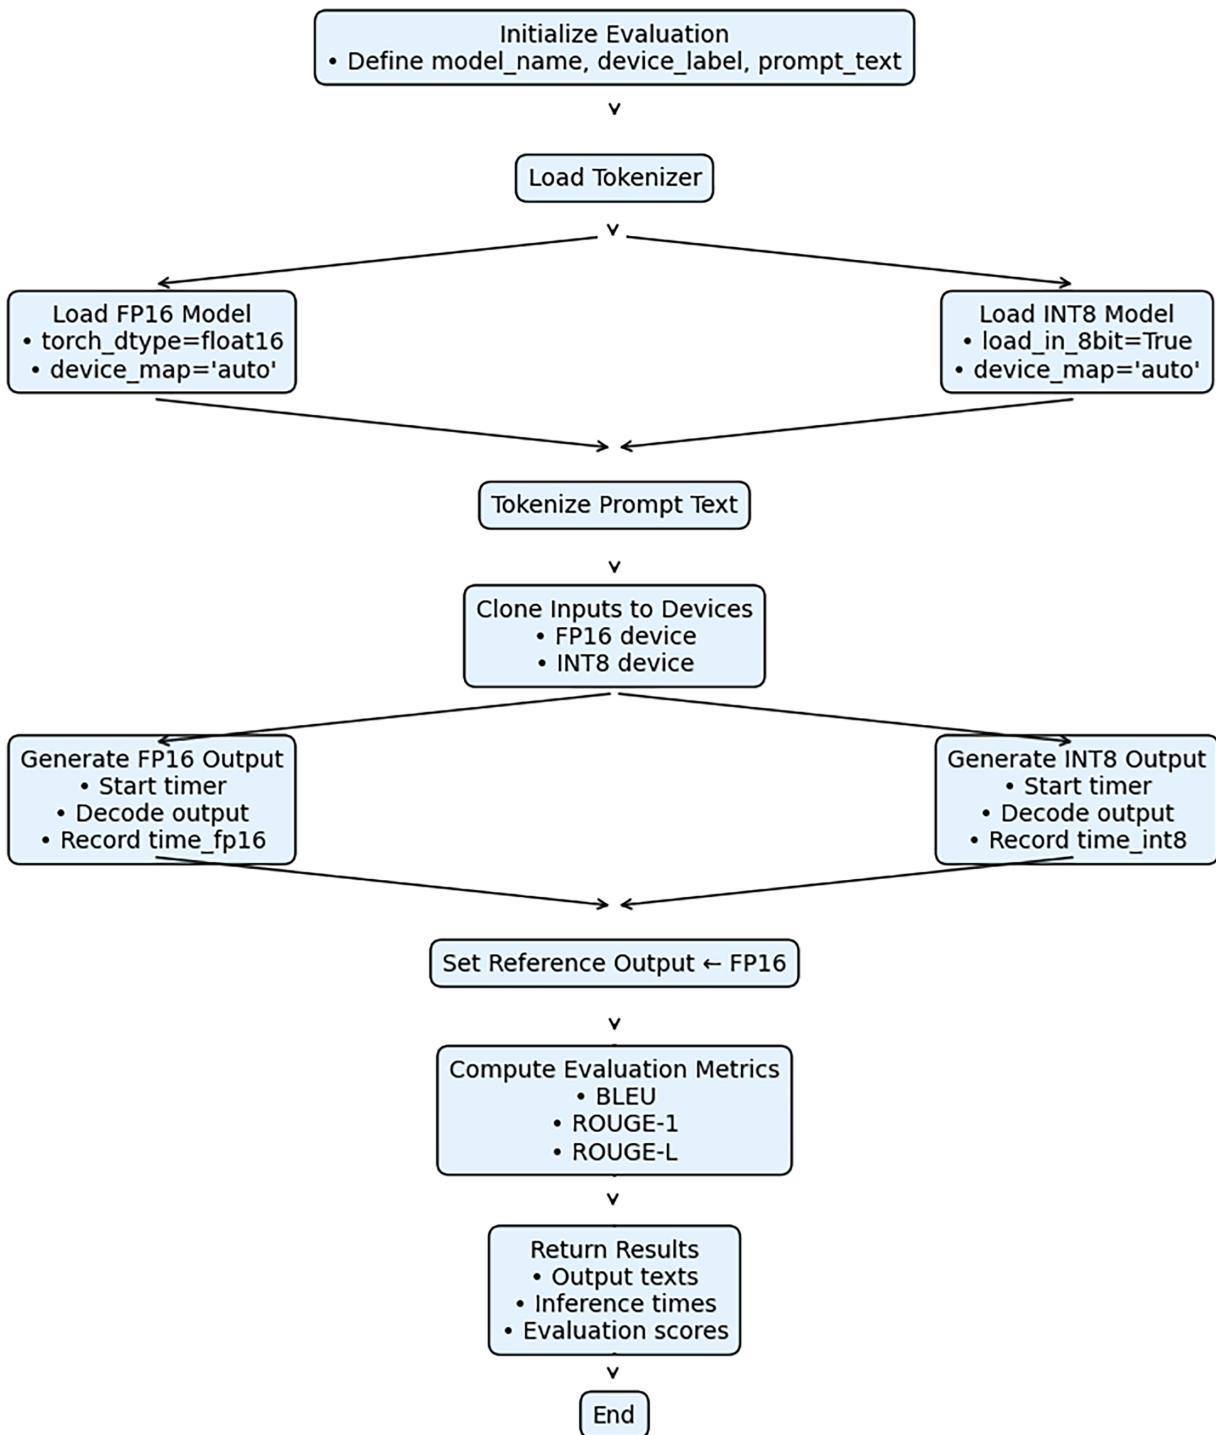 Initialize Evaluation
• Define model_name, device_label, prompt_text
Load Tokenizer
Load FP16 Model
• torch_dtype=float16
• device_map='auto'
Load INT8 Model
• load_in_8bit=True
• device_map='auto'
Tokenize Prompt Text
Clone Inputs to Devices
• FP16 device
• INT8 device
Generate FP16 Output
• Start timer
• Decode output
• Record time_fp16
Generate INT8 Output
• Start timer
• Decode output
• Record time_int8
Set Reference Output ← FP16
Compute Evaluation Metrics
• BLEU
• ROUGE-1
• ROUGE-L
Return Results
• Output texts
• Inference times
• Evaluation scores
End